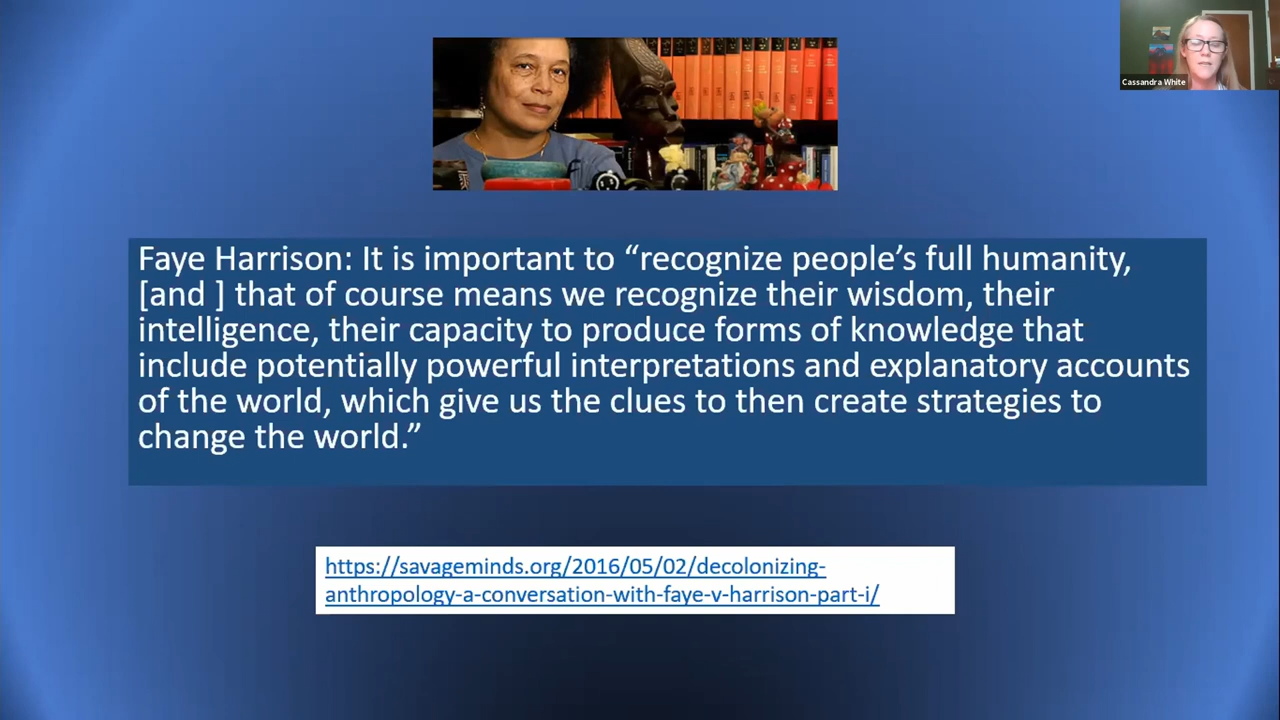 Cassandra White
Faye Harrison: It is important to “recognize people’s full humanity,
[and ] that of course means we recognize their wisdom, their
intelligence, their capacity to produce forms of knowledge that
include potentially powerful interpretations and explanatory accounts
of the world, which give us the clues to then create strategies to
change the world.”
https://savageminds.org/2016/05/02/decolonizing-
anthropology-a-conversation-with-faye-v-harrison-part-i/